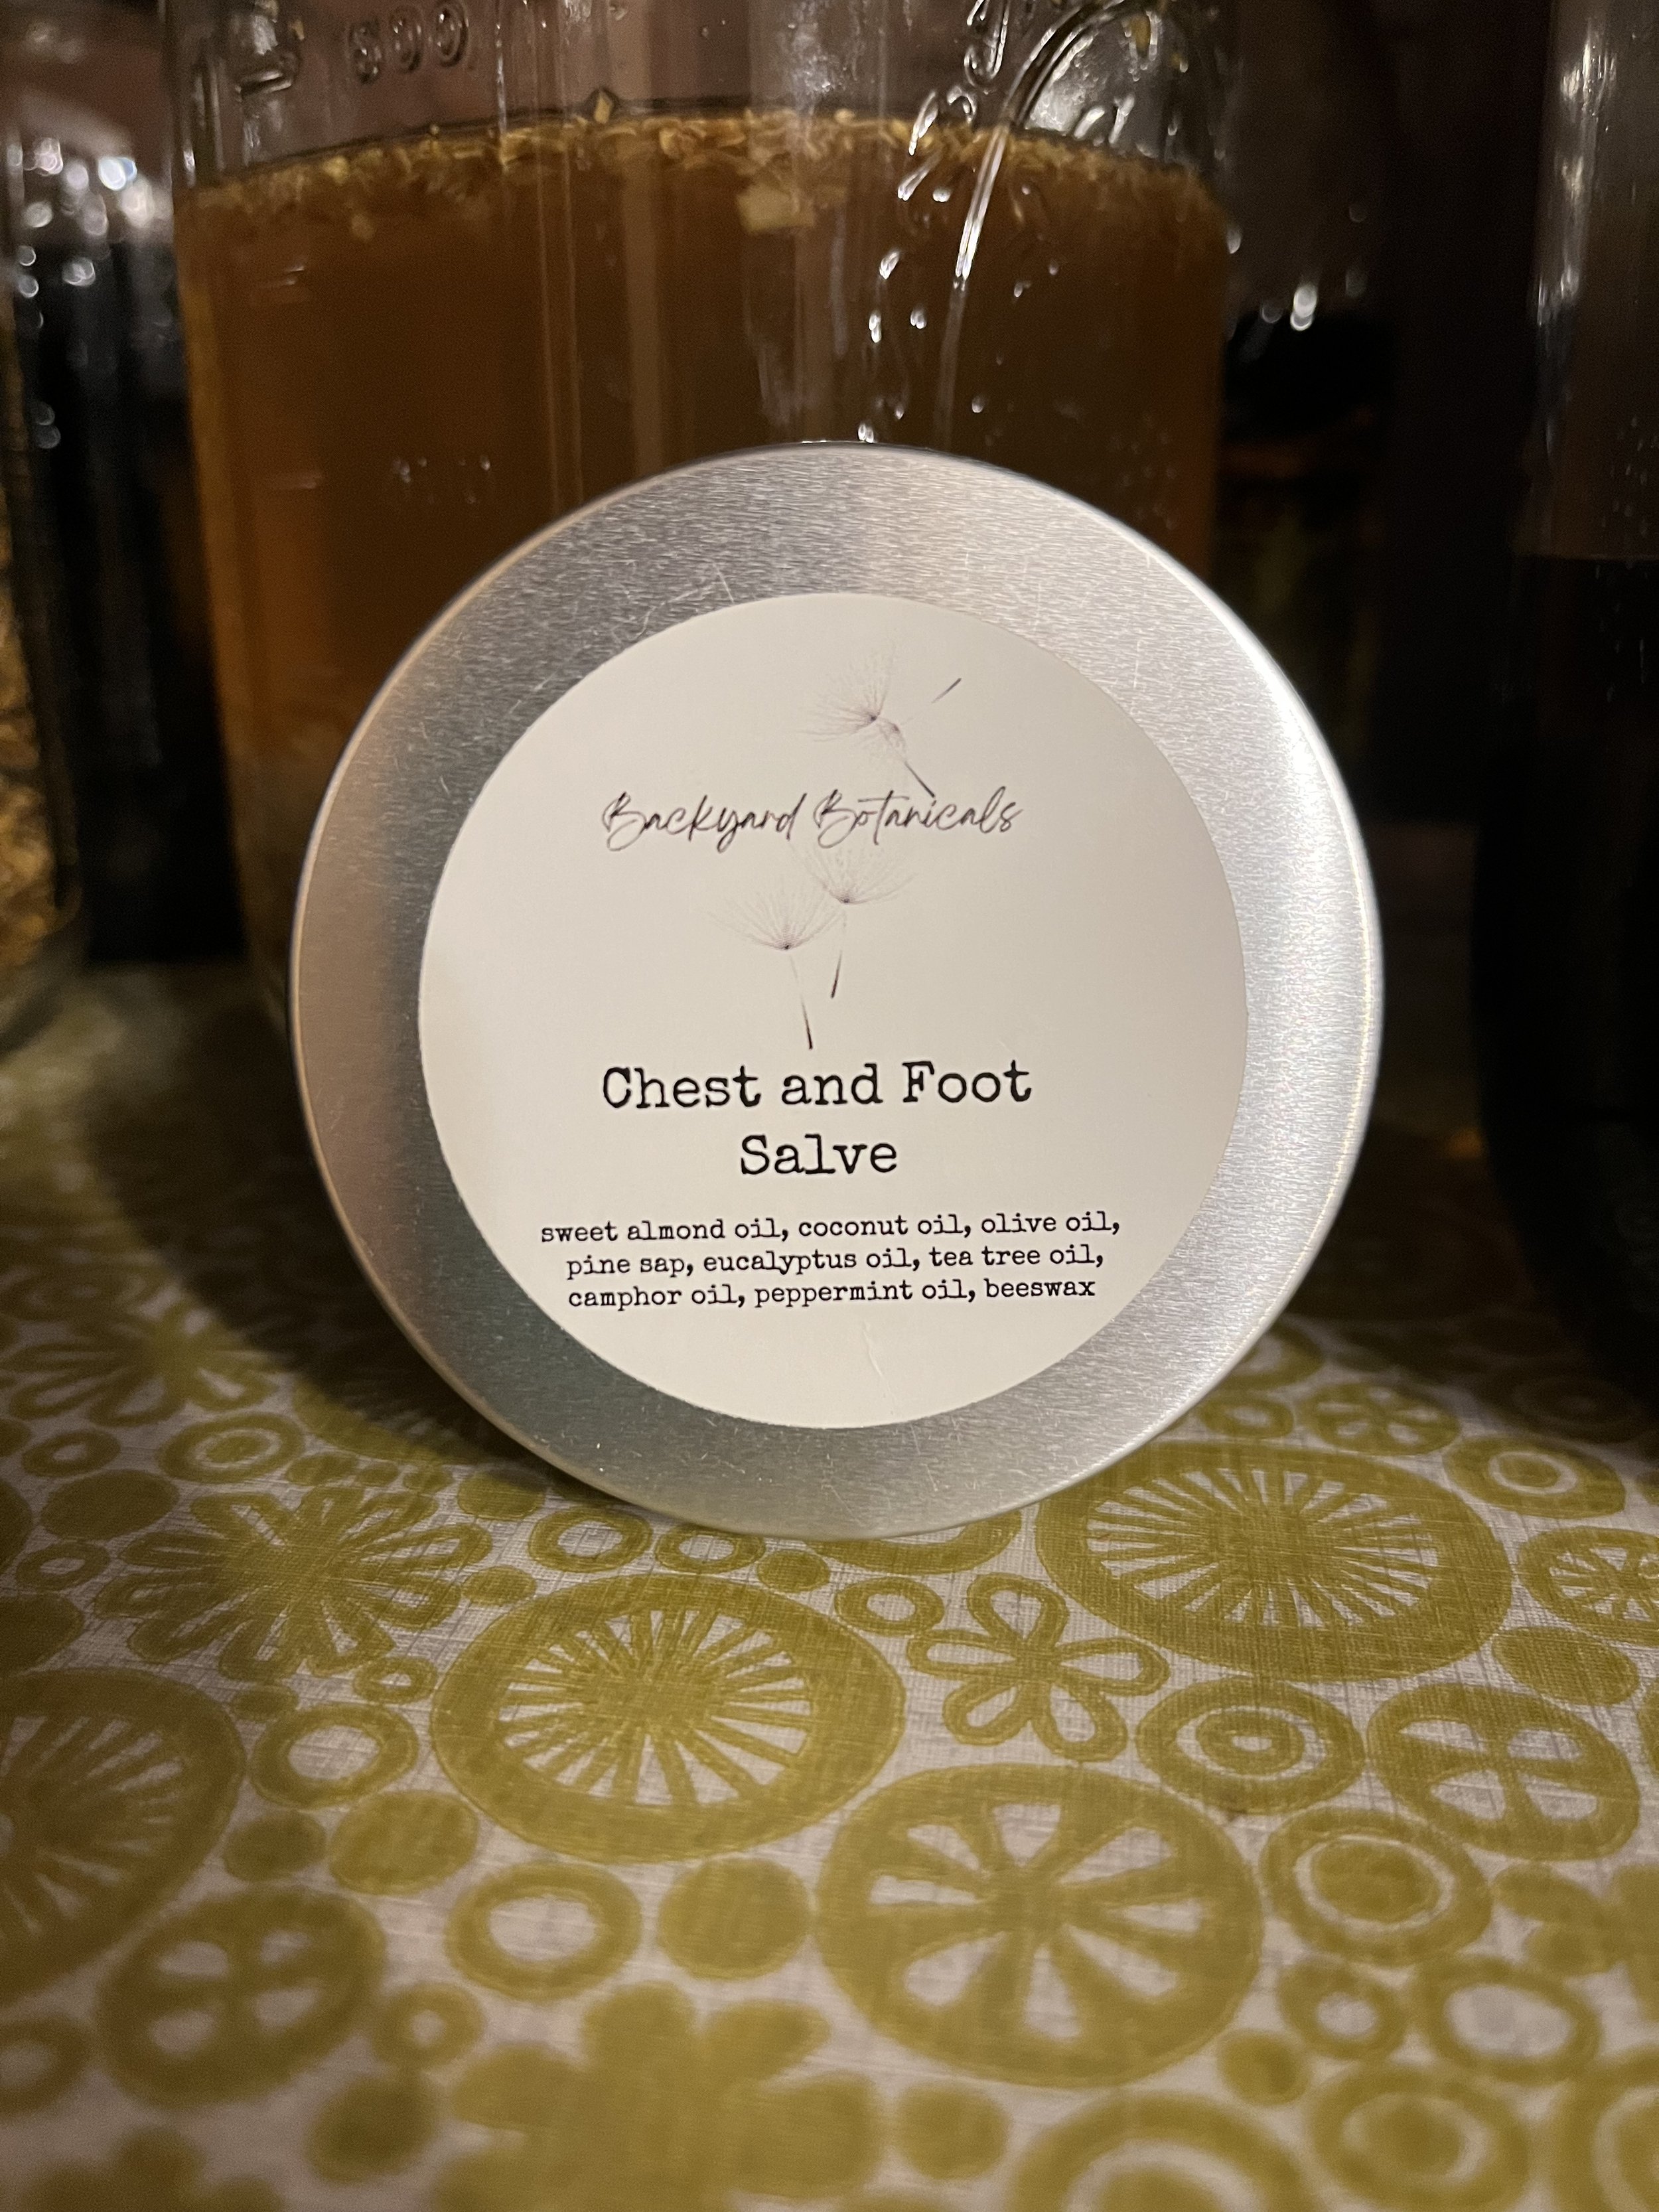 800
Backyard Botanicals
Chest and Foot
Salve
sweet almond oil, coconut oil, olive oil,
pine sap, eucalyptus oil, tea tree oil,
camphor oil, peppermint oil, beeswax